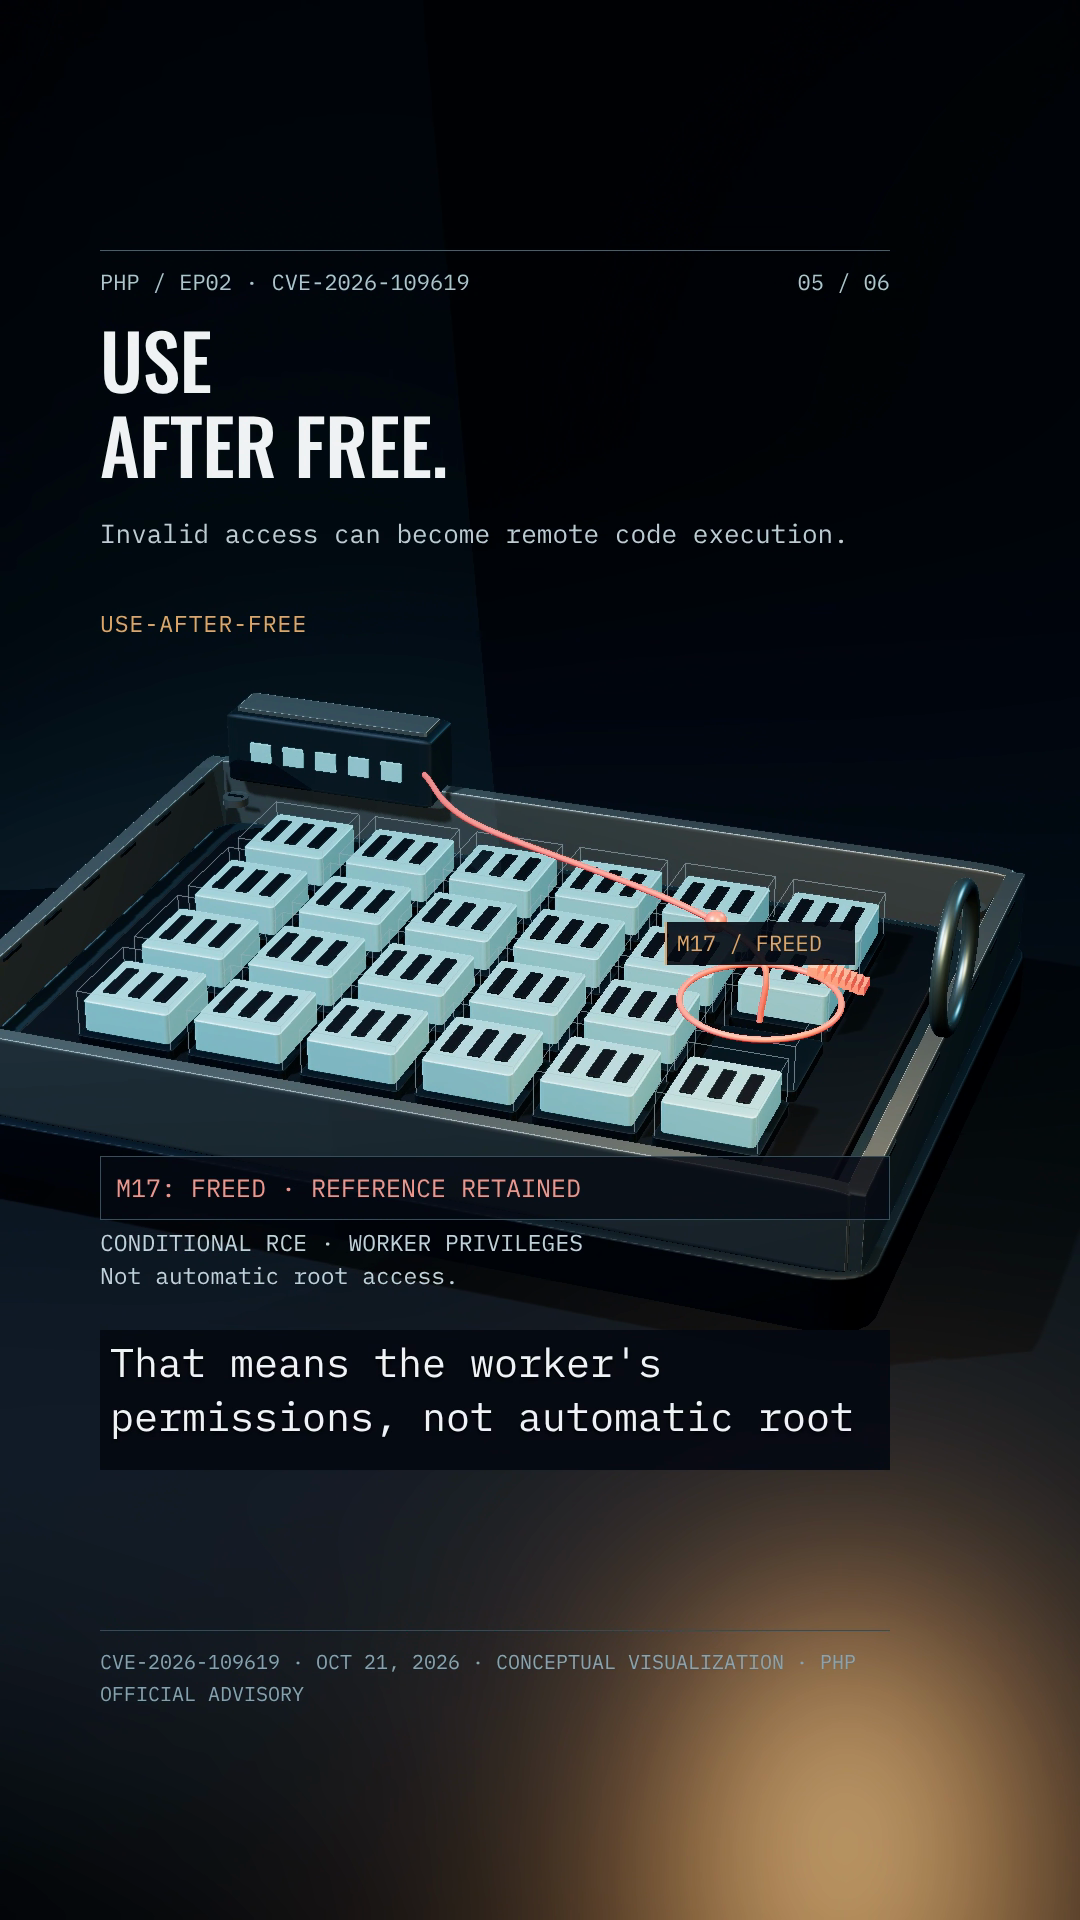 PHP / EP02 · CVE-2026-109619
05 / 06
USE
AFTER FREE.
Invalid access can become remote code execution.
USE-AFTER-FREE
M17 / FREED
M17: FREED · REFERENCE RETAINED
CONDITIONAL RCE · WORKER PRIVILEGES
Not automatic root access.
That means the worker's
permissions, not automatic root
CVE-2026-109619 · OCT 21, 2026 · CONCEPTUAL VISUALIZATION · PHP
OFFICIAL ADVISORY